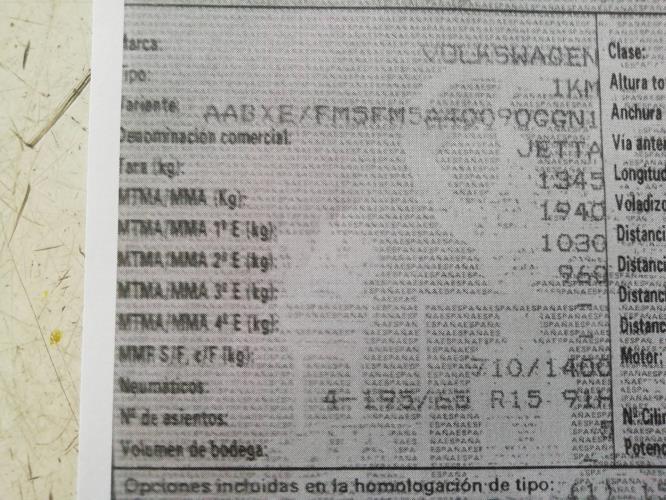 Marca: VOLKSWAGEN Clase:
Tipo: 1KM Altura to
Variante: AABXE/FM5FM5A4009 Anchura
Denominación comercial: JETTA Vía anter
Tara (kg): 1345 Longitud
MTMA/MMA (Kg): 1940 Voladizo
MTMA/MMA 1º E (kg): 1030 Distanci
MTMA/MMA 2º E (kg): 960 Distanci
MTMA/MMA 3º E (kg): - Distanci
MTMA/MMA 4º E (kg): Distanc
MMR S/F, c/F (kg): 710/1400 Motor:
Neumáticos: 4-195/65 R15 91H
Nº de asientos: Nº Cilin
Volumen de bodega: Potenc
Opciones incluidas en la homologación de tipo: